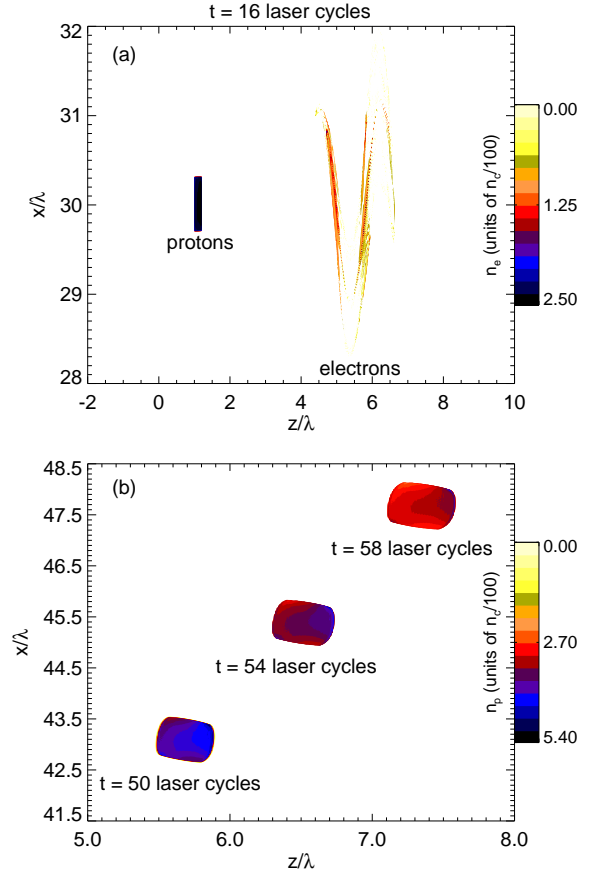 t = 16 laser cycles
(a)
32
31
30
29
28
x/λ
protons
electrons
-2 0 2 4 6 8 10
z/λ
0.00
1.25
2.50
n_e (units of n_c/100)
(b)
48.5
47.5
46.5
45.5
44.5
43.5
42.5
41.5
x/λ
t = 58 laser cycles
t = 54 laser cycles
t = 50 laser cycles
5.0 6.0 7.0 8.0
z/λ
0.00
2.70
5.40
n_p (units of n_c/100)